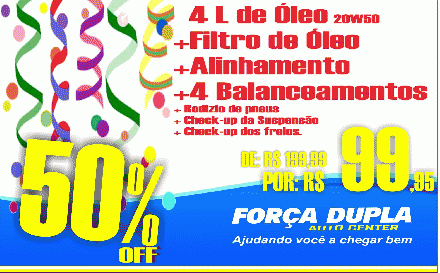 4 L de Óleo 20W50
+Filtro de Óleo
+Alinhamento
+4 Balanceamentos
+ Rodizio de pneus
+ Check-up da Suspensão
+ Check-up dos freios.
50% OFF
DE: R$ 199,99
POR: R$ 99,95
FORÇA DUPLA
AUTO CENTER
Ajudando você a chegar bem